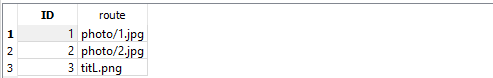 ID route
1 1 photo/1.jpg
2 2 photo/2.jpg
3 3 titL.png